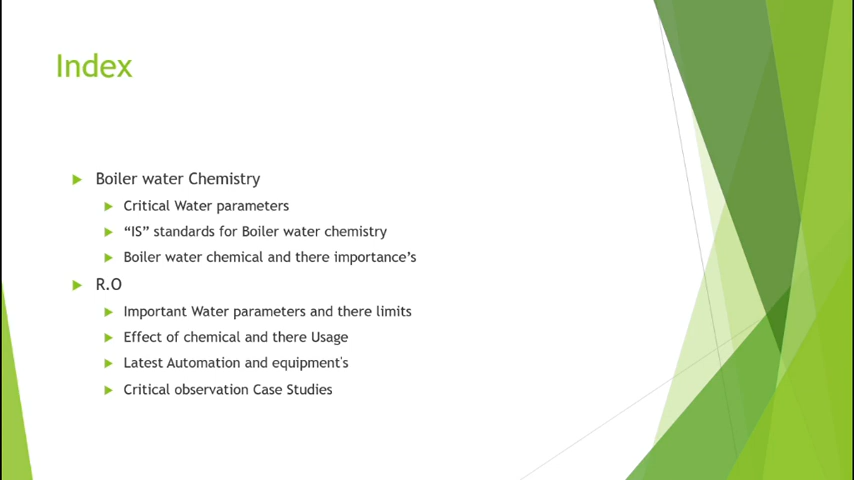 Index
Boiler water Chemistry
Critical Water parameters
“IS” standards for Boiler water chemistry
Boiler water chemical and there importance’s
R.O
Important Water parameters and there limits
Effect of chemical and there Usage
Latest Automation and equipment's
Critical observation Case Studies